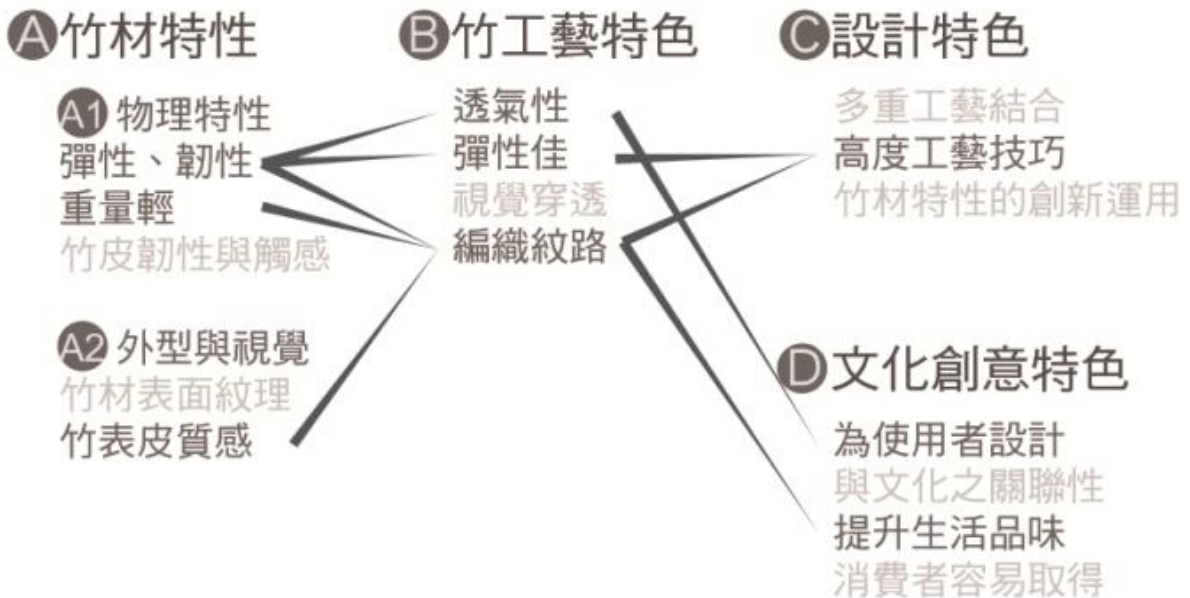 A竹材特性
A1 物理特性
彈性、韌性
重量輕
竹皮韌性與觸感
A2 外型與視覺
竹材表面紋理
竹表皮質感
B竹工藝特色
透氣性
彈性佳
視覺穿透
編織紋路
C設計特色
多重工藝結合
高度工藝技巧
竹材特性的創新運用
D文化創意特色
為使用者設計
與文化之關聯性
提升生活品味
消費者容易取得